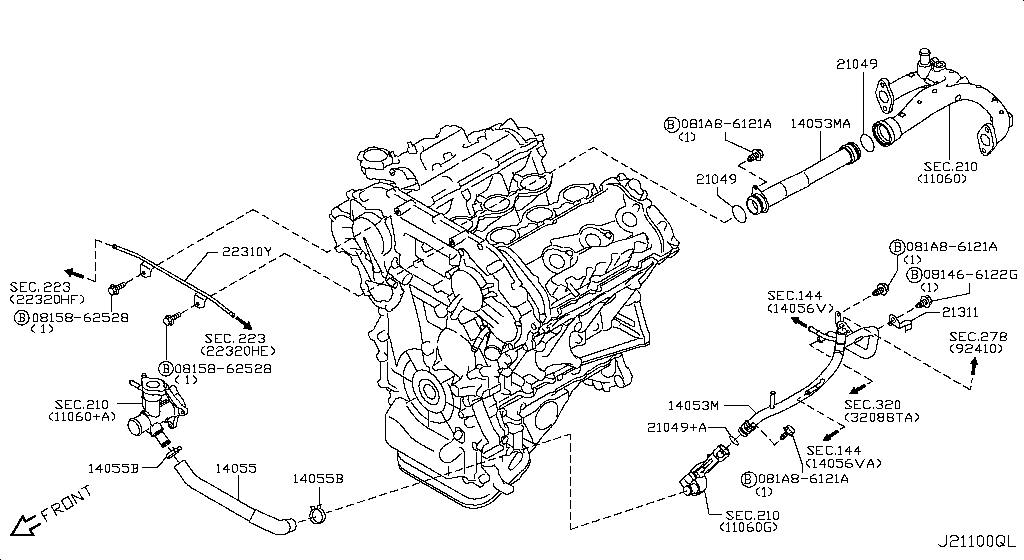 21049
Ⓑ081A8-6121A
(1)
14053MA
SEC.210
(11060)
21049
22310Y
SEC.223
(22320HF)
Ⓑ08158-62528
(1)
SEC.223
(22320HE)
Ⓑ08158-62528
(1)
Ⓑ081A8-6121A
(1)
Ⓑ08146-6122G
(1)
SEC.144
(14056V)
21311
SEC.278
(92410)
SEC.210
(11060+A)
14053M
SEC.320
(32088TA)
21049+A
SEC.144
(14056VA)
14055B
14055
14055B
Ⓑ081A8-6121A
(1)
FRONT
SEC.210
(11060G)
J21100QL